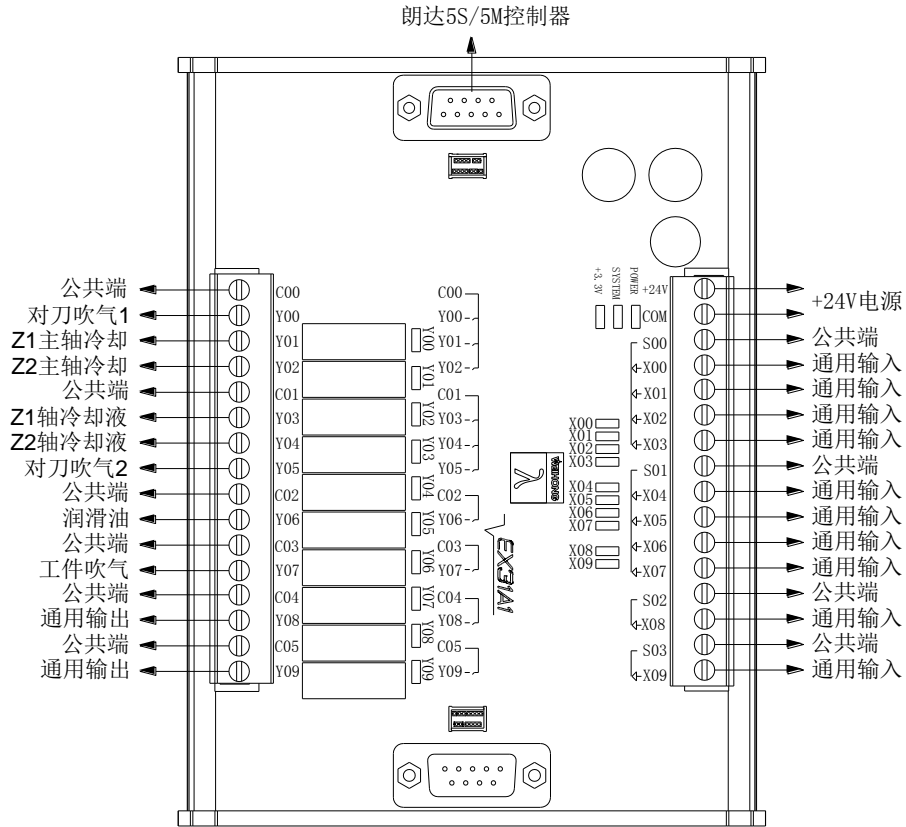 朗达5S/5M控制器
公共端
对刀吹气1
Z1主轴冷却
Z2主轴冷却
公共端
Z1轴冷却液
Z2轴冷却液
对刀吹气2
公共端
润滑油
公共端
工件吹气
公共端
通用输出
公共端
通用输出
C00
Y00
Y01
Y02
C01
Y03
Y04
Y05
C02
Y06
C03
Y07
C04
Y08
C05
Y09
Y00
Y01
Y02
Y03
Y04
Y05
Y06
Y07
Y08
Y09
C00
Y00
Y01
Y02
C01
Y03
Y04
Y05
C02
Y06
C03
Y07
C04
Y08
C05
Y09
WEIHONG
λ
EX31A1
+3.3V
SYSTEM
POWER
X00
X01
X02
X03
X04
X05
X06
X07
X08
X09
+24V
COM
S00
X00
X01
X02
X03
S01
X04
X05
X06
X07
S02
X08
S03
X09
+24V电源
公共端
通用输入
通用输入
通用输入
通用输入
公共端
通用输入
通用输入
通用输入
通用输入
公共端
通用输入
公共端
通用输入